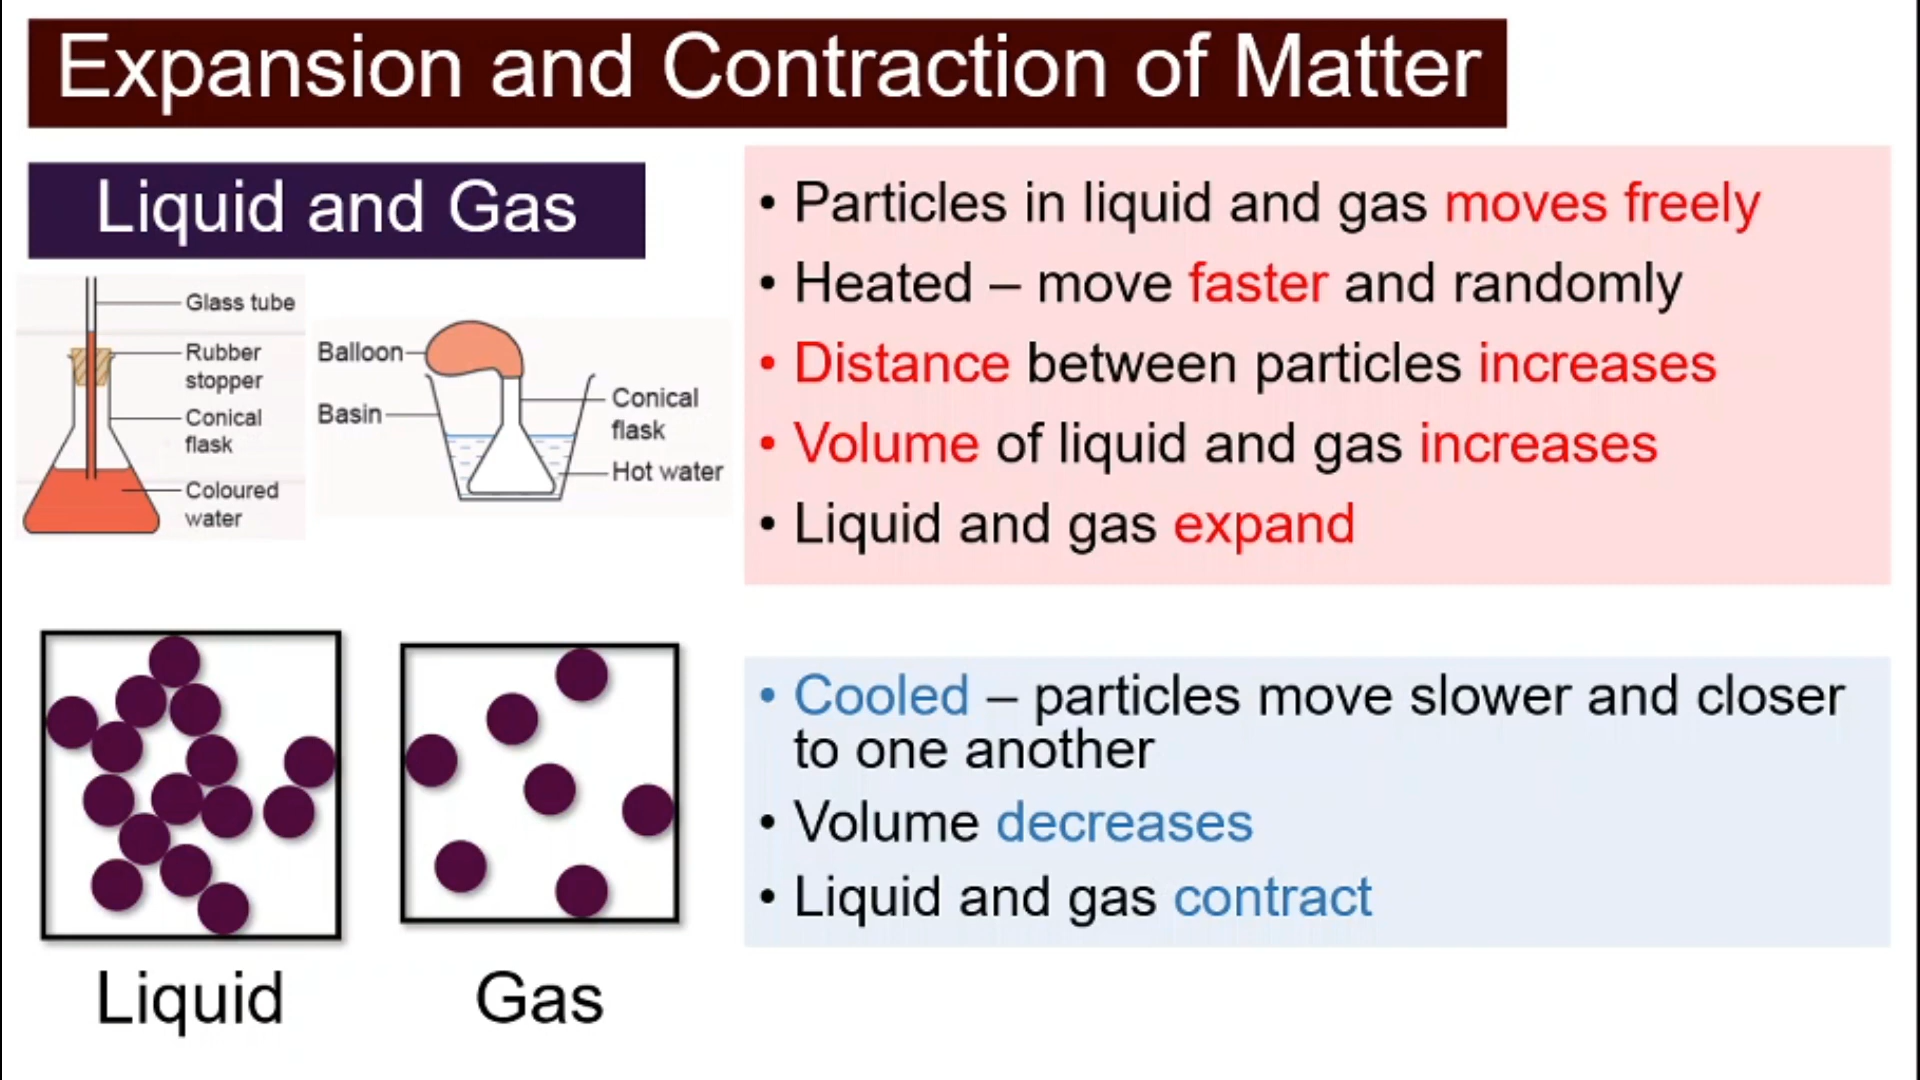 Expansion and Contraction of Matter
Liquid and Gas
Glass tube
Rubber
stopper
Conical
flask
Coloured
water
Balloon
Basin
Conical
flask
Hot water
• Particles in liquid and gas moves freely
• Heated – move faster and randomly
• Distance between particles increases
• Volume of liquid and gas increases
• Liquid and gas expand
• Cooled – particles move slower and closer
to one another
• Volume decreases
• Liquid and gas contract
Liquid
Gas